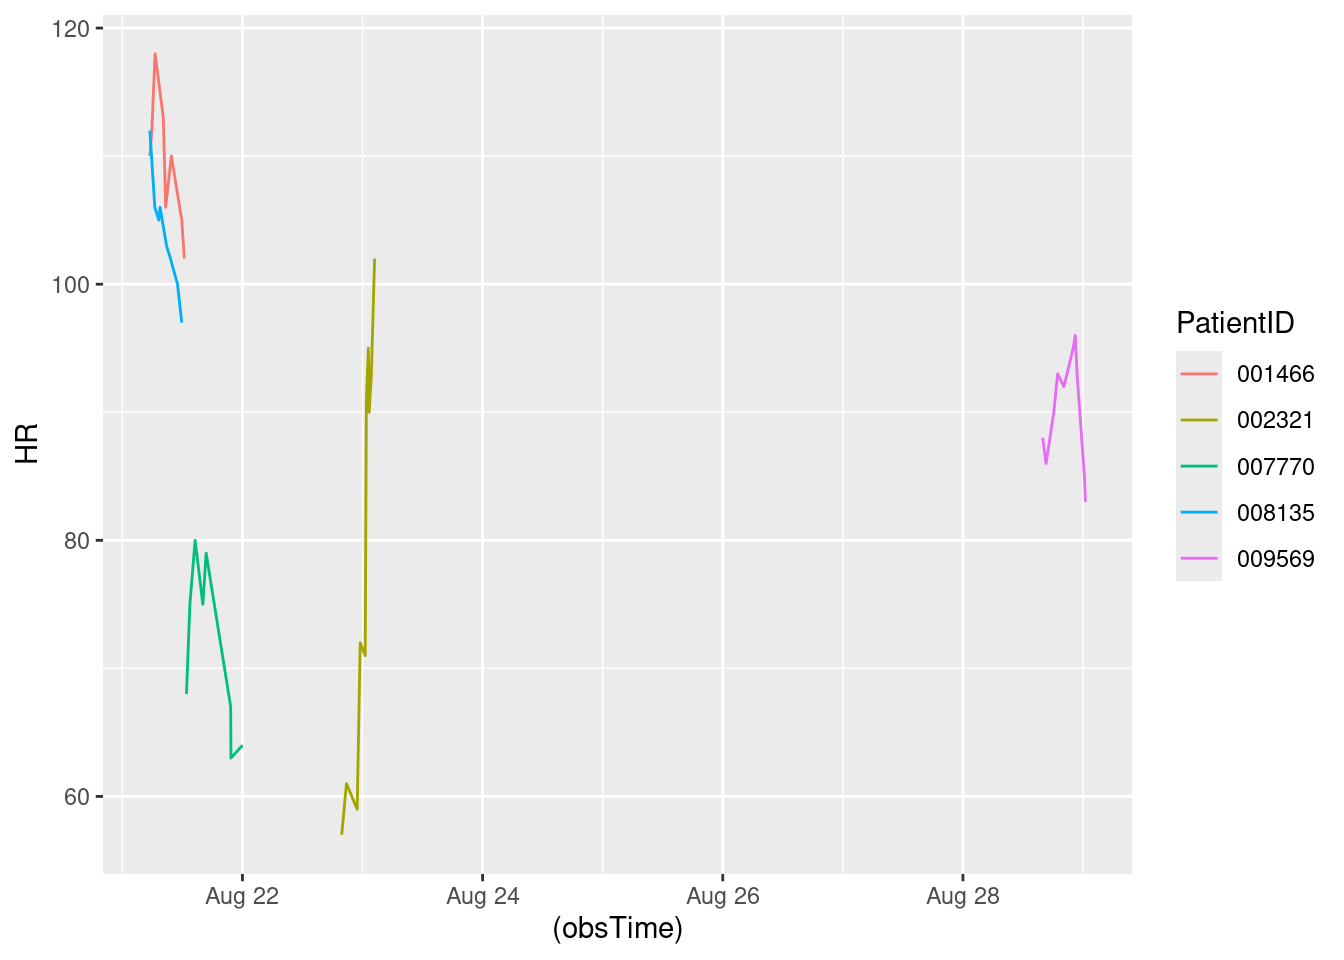 120
100
80
60
HR
Aug 22
Aug 24
Aug 26
Aug 28
(obsTime)
PatientID
001466
002321
007770
008135
009569